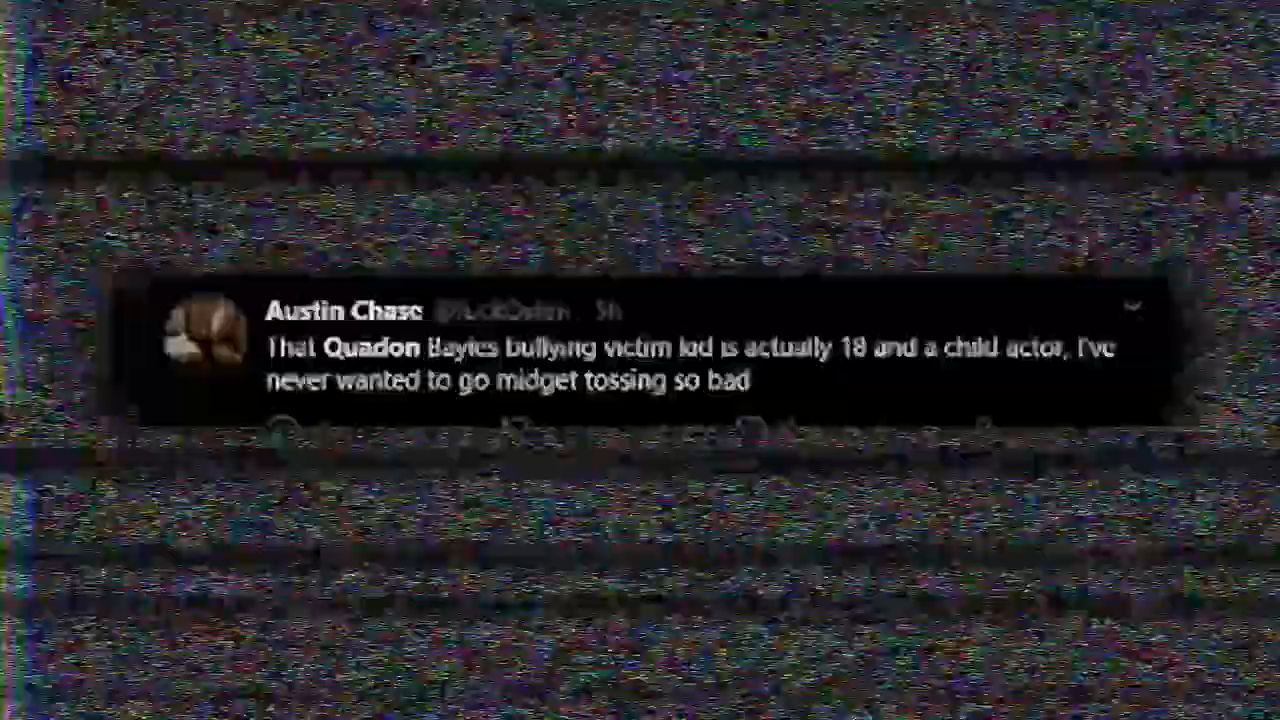 Austin Chase 5h
That Quadon Bayles bullying victim kid is actually 18 and a child actor, I've
never wanted to go midget tossing so bad